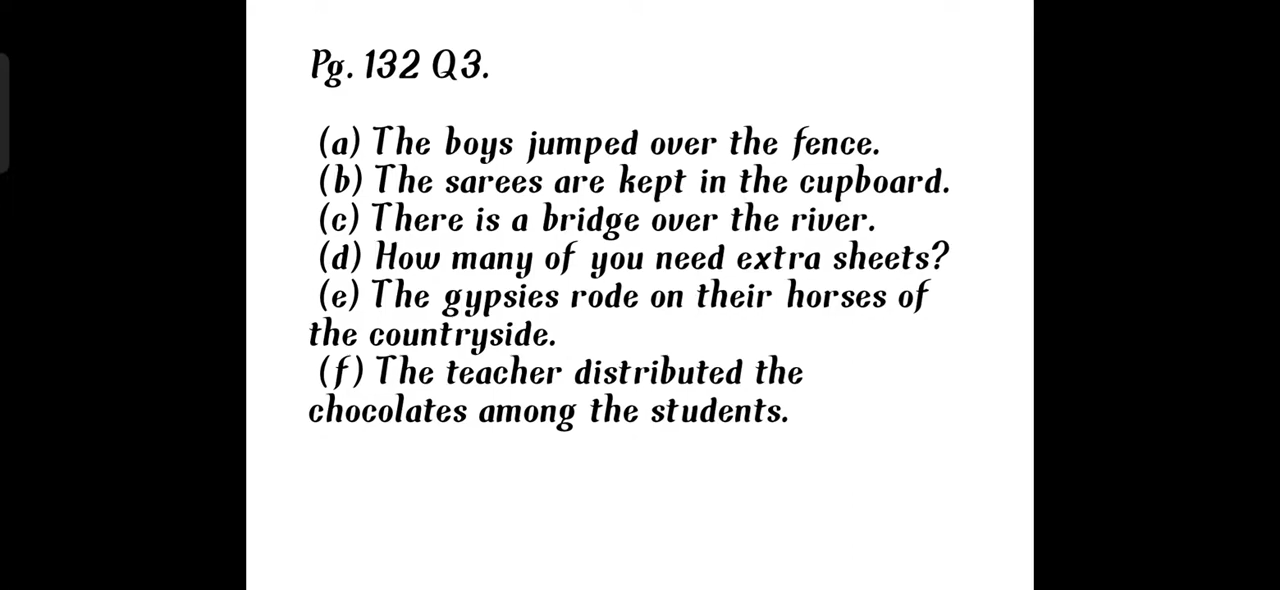 Pg. 132 Q3.
(a) The boys jumped over the fence.
(b) The sarees are kept in the cupboard.
(c) There is a bridge over the river.
(d) How many of you need extra sheets?
(e) The gypsies rode on their horses of
the countryside.
(f) The teacher distributed the
chocolates among the students.